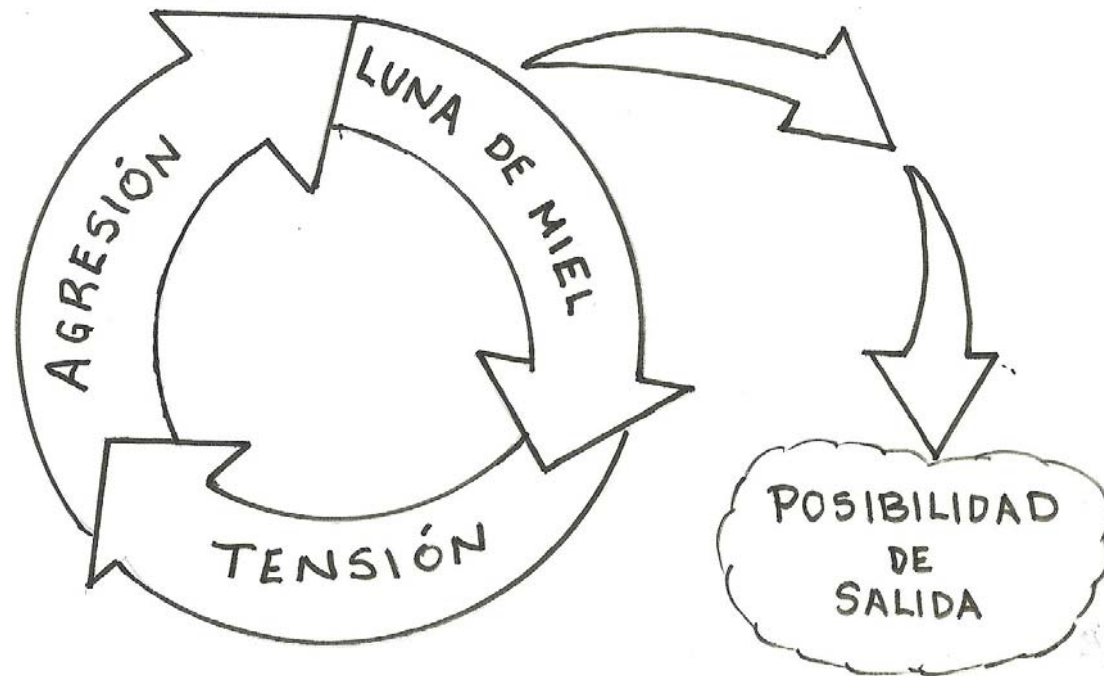 LUNA DE MIEL
AGRESIÓN
TENSIÓN
POSIBILIDAD
DE
SALIDA